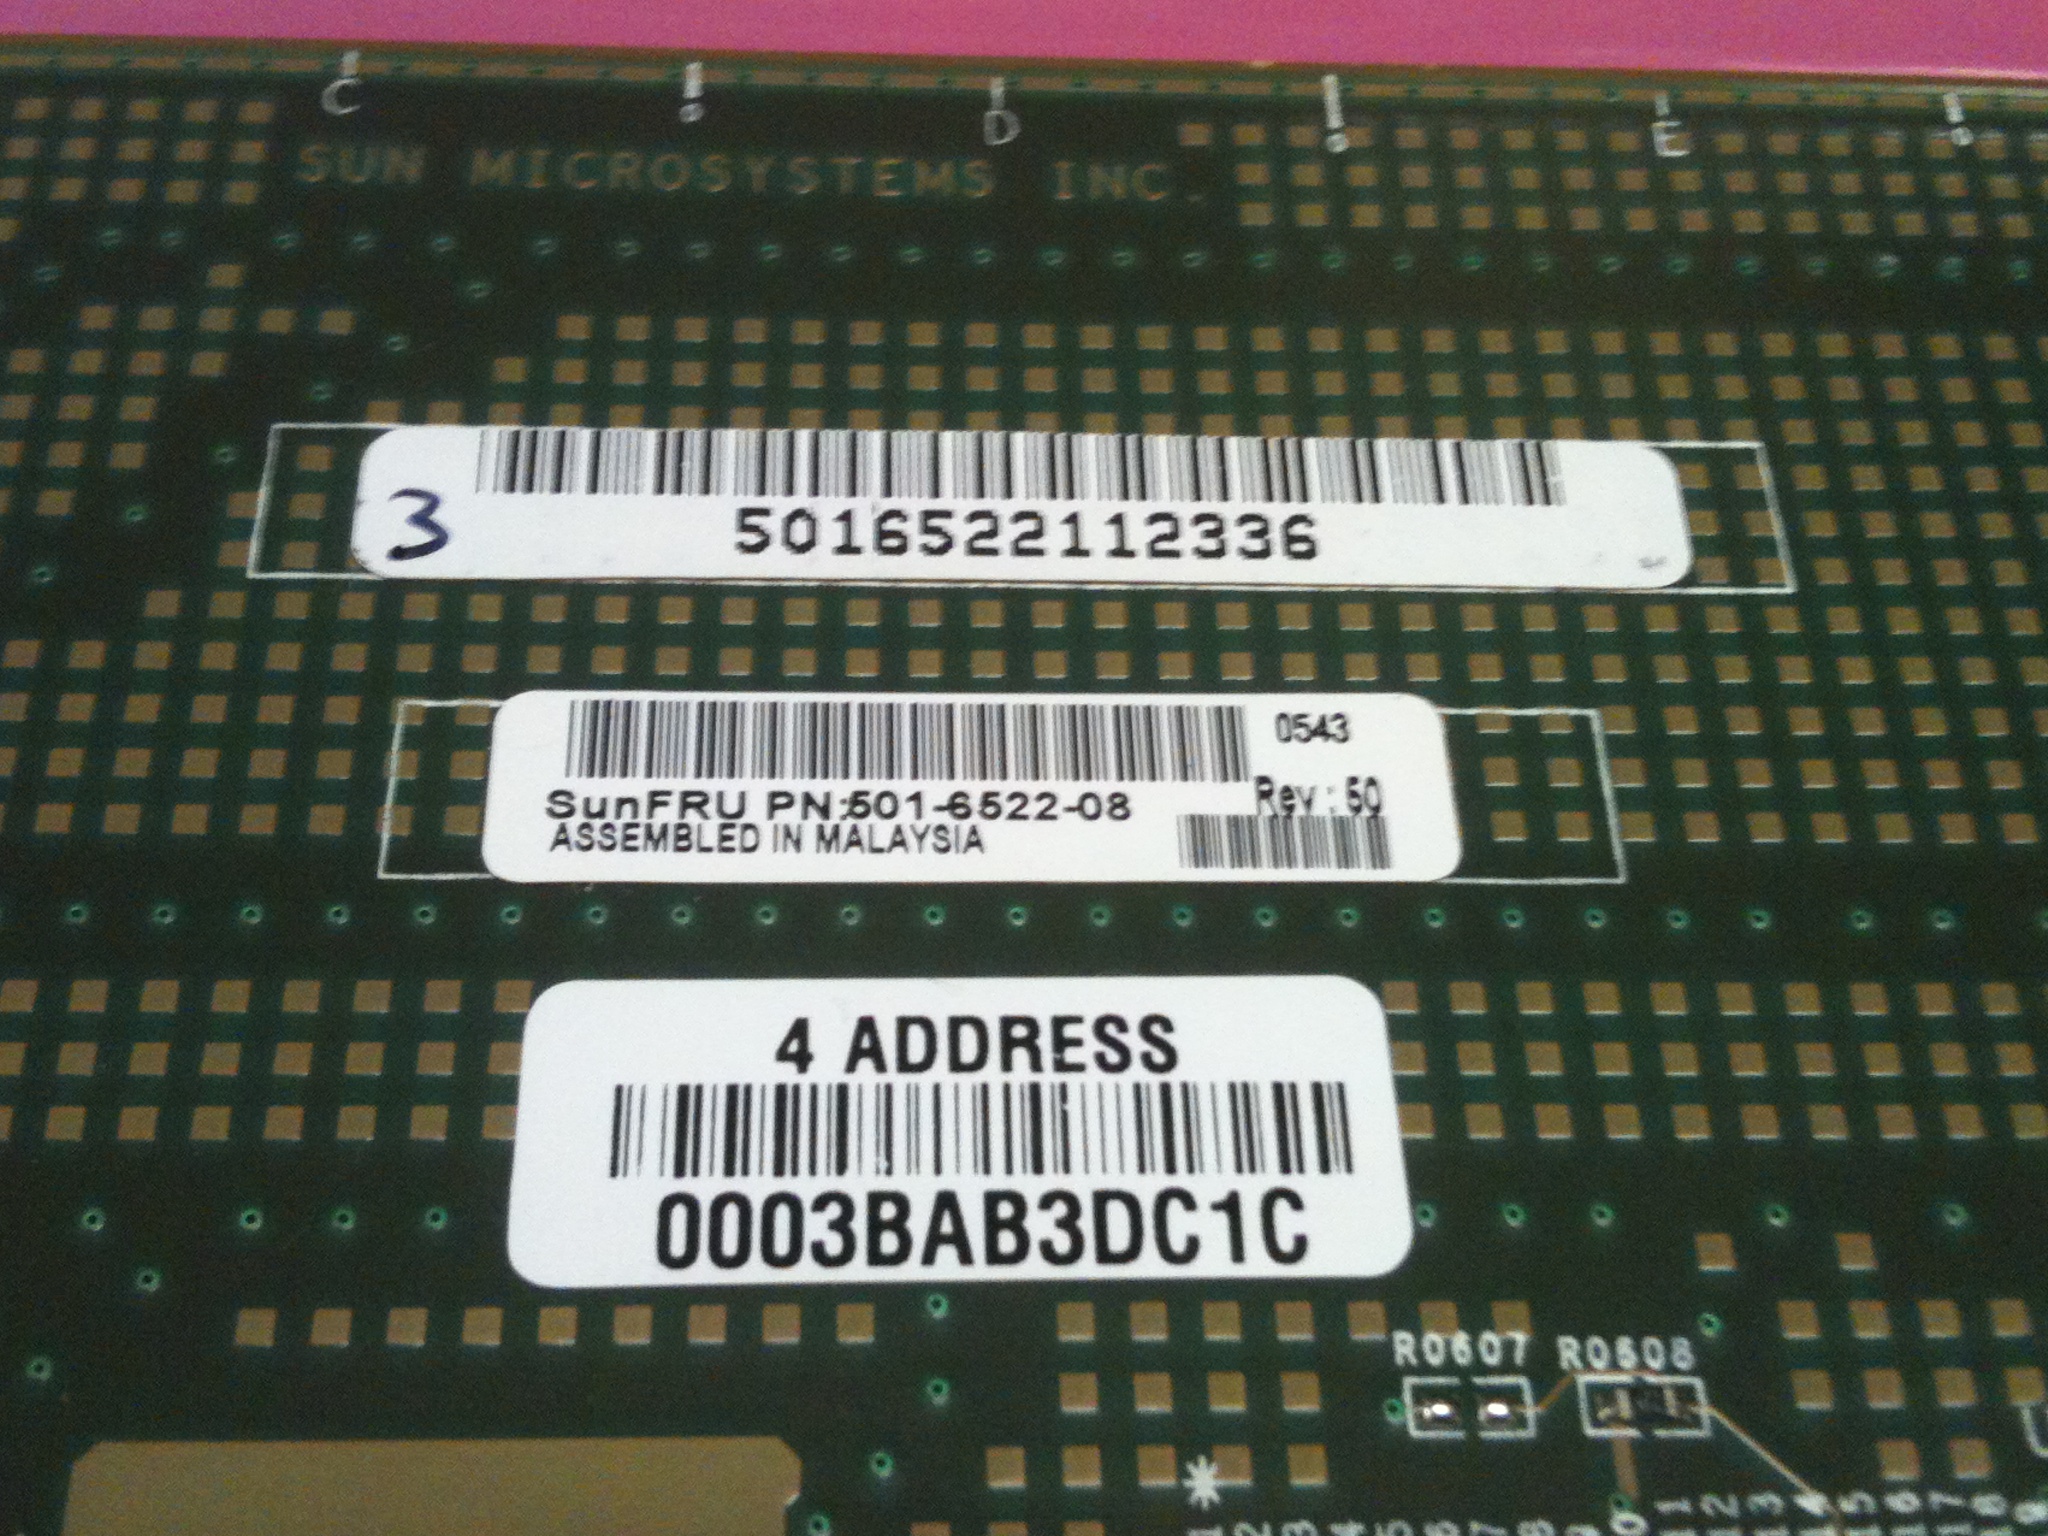 C D E
SUN MICROSYSTEMS INC.
3
5016522112336
0543
Rev : 50
SunFRU PN:501-6522-08
ASSEMBLED IN MALAYSIA
4 ADDRESS
0003BAB3DC1C
R0607 R0608
*